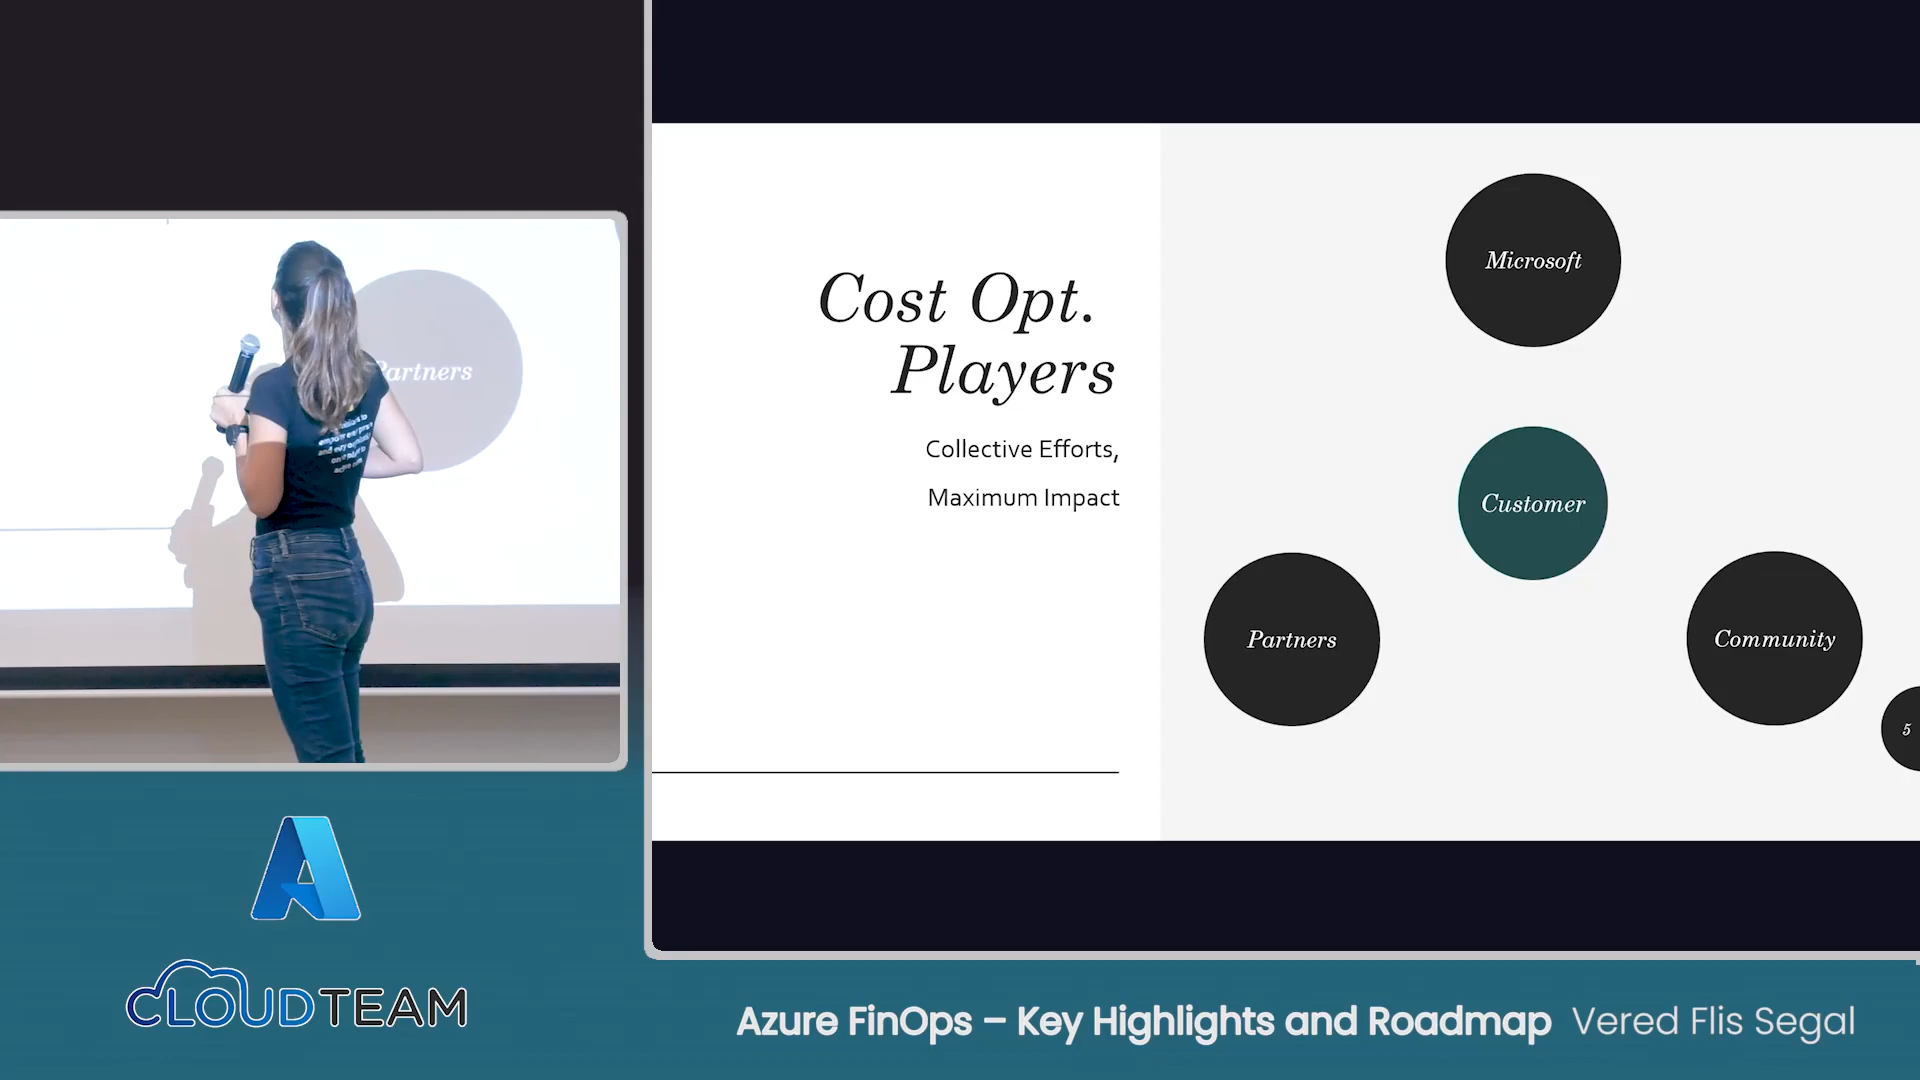 Partners
Cost Opt.
Players
Collective Efforts,
Maximum Impact
Microsoft
Customer
Partners
Community
5
CLOUDTEAM
Azure FinOps – Key Highlights and Roadmap Vered Flis Segal